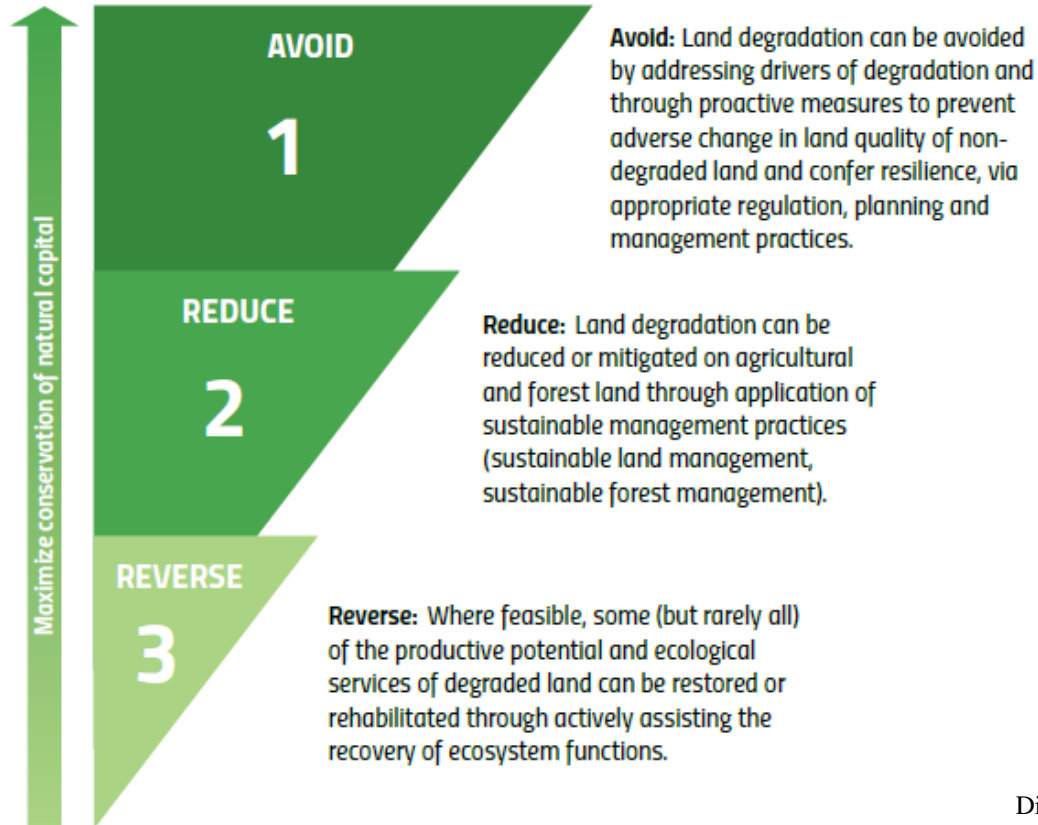 Maximize conservation of natural capital
AVOID
1
Avoid: Land degradation can be avoided
by addressing drivers of degradation and
through proactive measures to prevent
adverse change in land quality of non-
degraded land and confer resilience, via
appropriate regulation, planning and
management practices.
REDUCE
2
Reduce: Land degradation can be
reduced or mitigated on agricultural
and forest land through application of
sustainable management practices
(sustainable land management,
sustainable forest management).
REVERSE
3
Reverse: Where feasible, some (but rarely all)
of the productive potential and ecological
services of degraded land can be restored or
rehabilitated through actively assisting the
recovery of ecosystem functions.